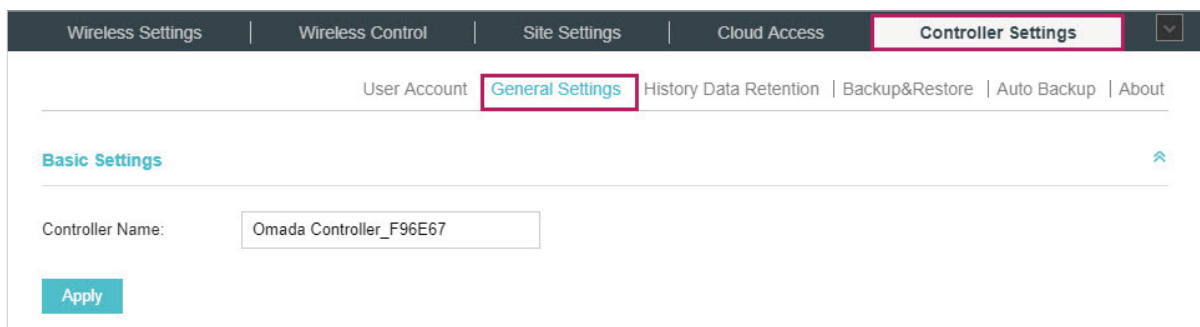 Wireless Settings | Wireless Control | Site Settings | Cloud Access Controller Settings
User Account General Settings History Data Retention | Backup&Restore | Auto Backup | About
Basic Settings
Controller Name: Omada Controller_F96E67
Apply